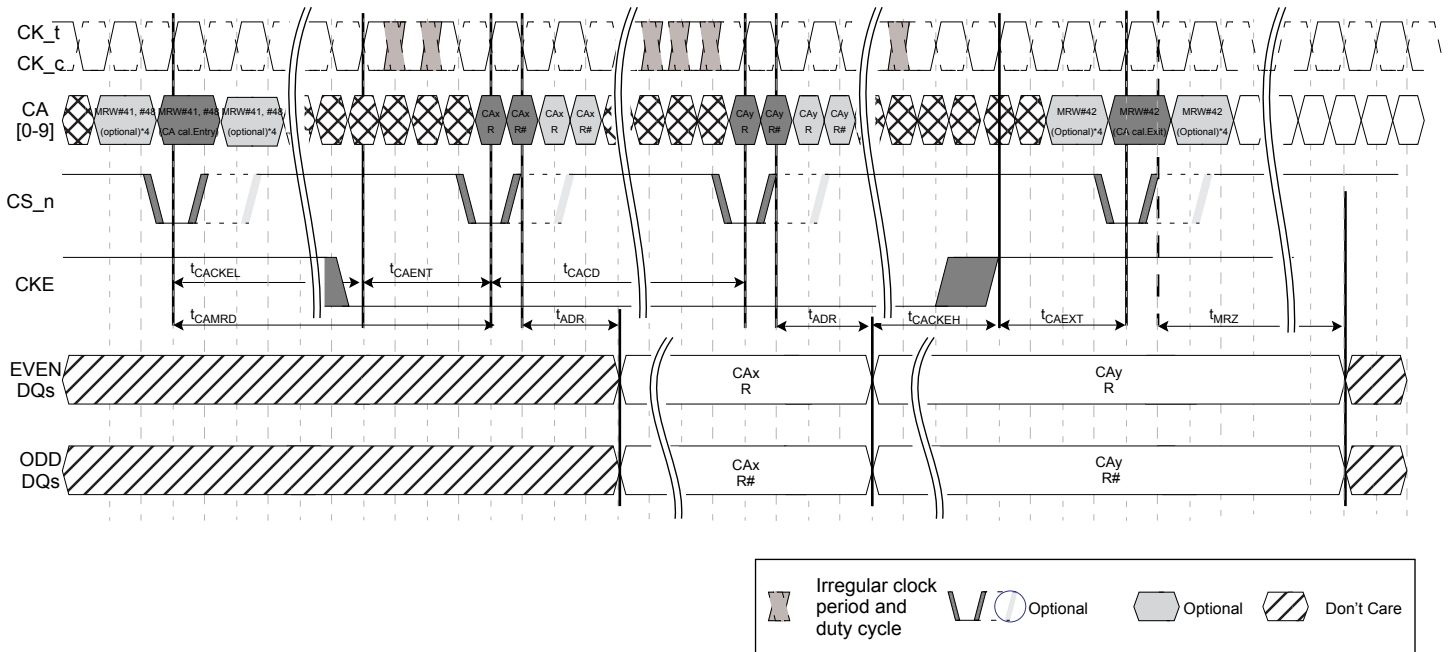 CK_t
CK_c
CA
[0-9]
MRW#41, #48
(optional)*4
MRW#41, #48
(CA cal.Entry)
MRW#41, #48
(optional)*4
CAx
R
CAx
R#
CAx
R
CAx
R#
CAy
R
CAy
R#
CAy
R
CAy
R#
MRW#42
(Optional)*4
MRW#42
(CA cal.Exit)
MRW#42
(Optional)*4
CS_n
CKE
tCACKEL
tCAENT
tCACD
tCAMRD
tADR
tADR
tCACKEH
tCAEXT
tMRZ
EVEN
DQs
CAx
R
CAy
R
ODD
DQs
CAx
R#
CAy
R#
Irregular clock
period and
duty cycle
Optional
Optional
Don't Care